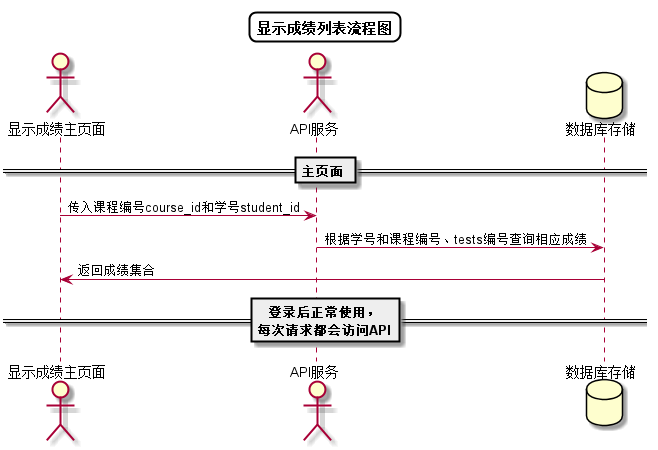 显示成绩列表流程图
显示成绩主页面
API服务
数据库存储
主页面
传入课程编号course_id和学号student_id
根据学号和课程编号、tests编号查询相应成绩
返回成绩集合
登录后正常使用，
每次请求都会访问API
显示成绩主页面
API服务
数据库存储